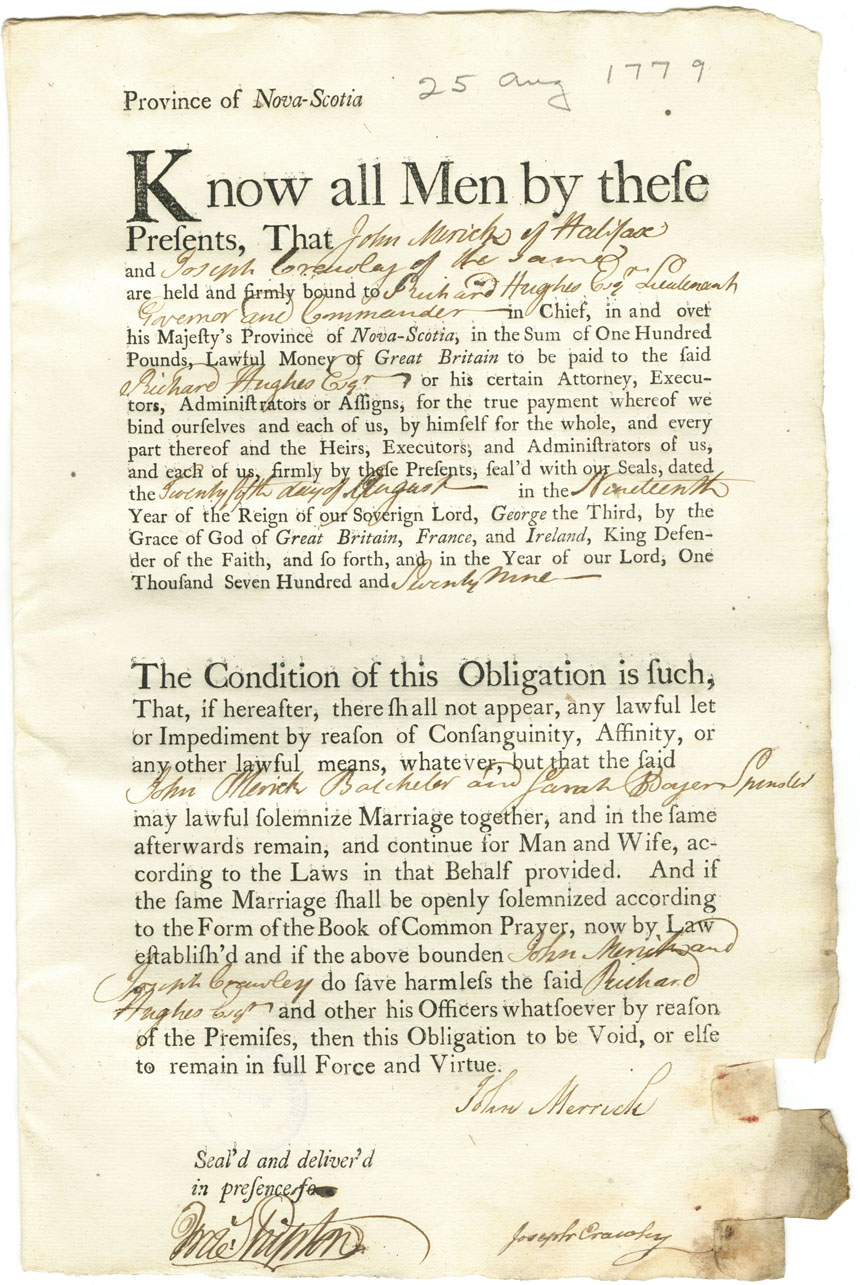 25 Aug 1779
Province of Nova-Scotia
Know all Men by theſe
Preſents, That John Merick of Halifax
and Joseph Crawley of the Same
are held and firmly bound to Richard Hughes Esqr Lieutenant
Governor and Commander in Chief, in and over
his Majeſty's Province of Nova-Scotia, in the Sum of One Hundred
Pounds, Lawful Money of Great Britain to be paid to the ſaid
Richard Hughes Esqr or his certain Attorney, Execu-
tors, Adminiſtrators or Aſſigns, for the true payment whereof we
bind ourſelves and each of us, by himſelf for the whole, and every
part thereof and the Heirs, Executors, and Adminiſtrators of us,
and each of us, firmly by theſe Preſents, ſeal'd with our Seals, dated
the Twenty fifth day of August in the Nineteenth
Year of the Reign of our Soverign Lord, George the Third, by the
Grace of God of Great Britain, France, and Ireland, King Defen-
der of the Faith, and ſo forth, and in the Year of our Lord, One
Thouſand Seven Hundred and Seventy Nine
The Condition of this Obligation is ſuch,
That, if hereafter, there ſhall not appear, any lawful let
or Impediment by reaſon of Conſanguinity, Affinity, or
any other lawful means, whatever, but that the ſaid
John Merrick Batcheler and Sarah Boyer Spinster
may lawful ſolemnize Marriage together, and in the ſame
afterwards remain, and continue for Man and Wife, ac-
cording to the Laws in that Behalf provided. And if
the ſame Marriage ſhall be openly ſolemnized according
to the Form of the Book of Common Prayer, now by Law
eſtabliſh'd and if the above bounden John Merrick and
Joseph Crawley do ſave harmleſs the ſaid Richard
Hughes Esqr and other his Officers whatſoever by reaſon
of the Premiſes, then this Obligation to be Void, or elſe
to remain in full Force and Virtue.
John Merrick
Seal'd and deliver'd
in preſence fo
Shipton
Joseph Crawley